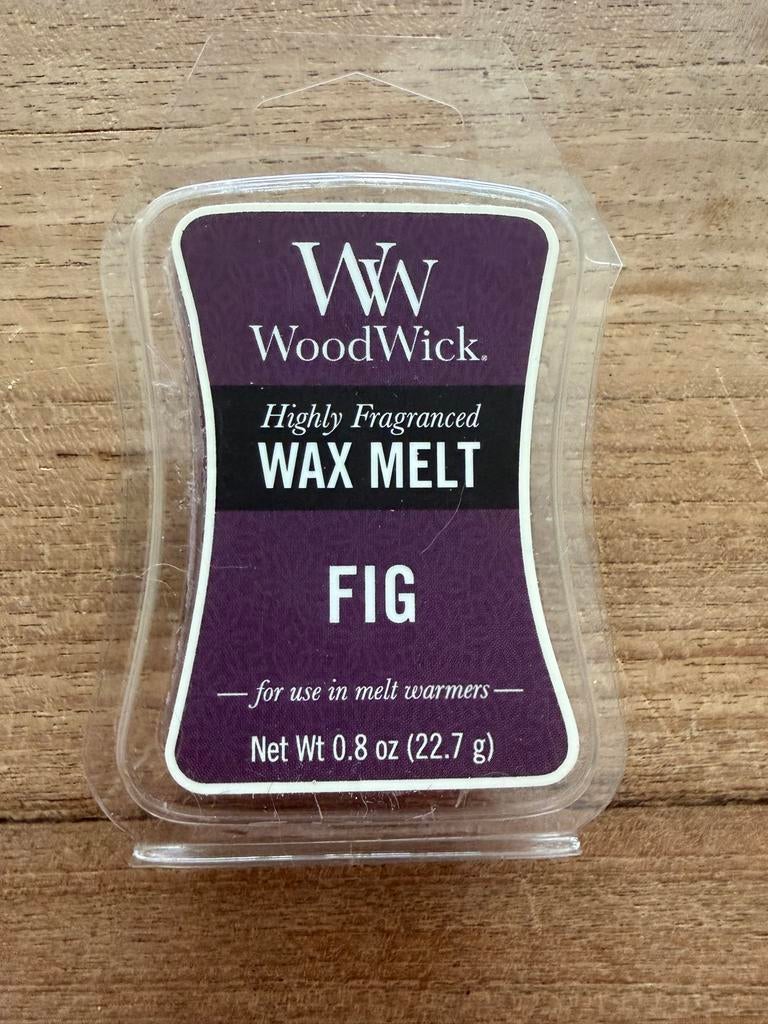 WW
WoodWick®
Highly Fragranced
WAX MELT
FIG
— for use in melt warmers —
Net Wt 0.8 oz (22.7 g)